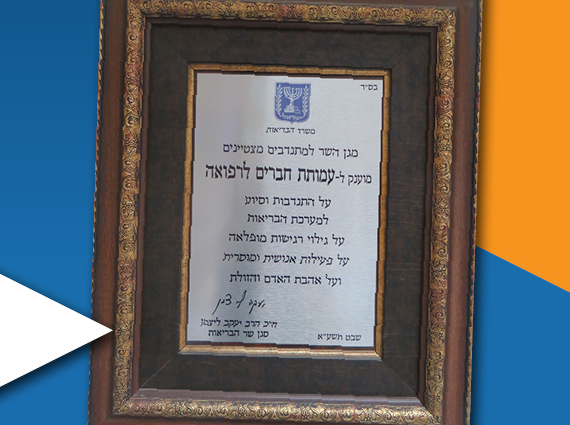 בס"ד
משרד הבריאות
מגן השר למתנדבים מצטיינים
מוענק ל-עמותת חברים לרפואה
על התנדבות וסיוע
למערכת הבריאות
על גילוי רגישות מופלאה
על פעילות אנושית ומוסרית
ועל אהבת האדם והזולת
ח"כ הרב יעקב ליצמן
סגן שר הבריאות
שבט תשע"א